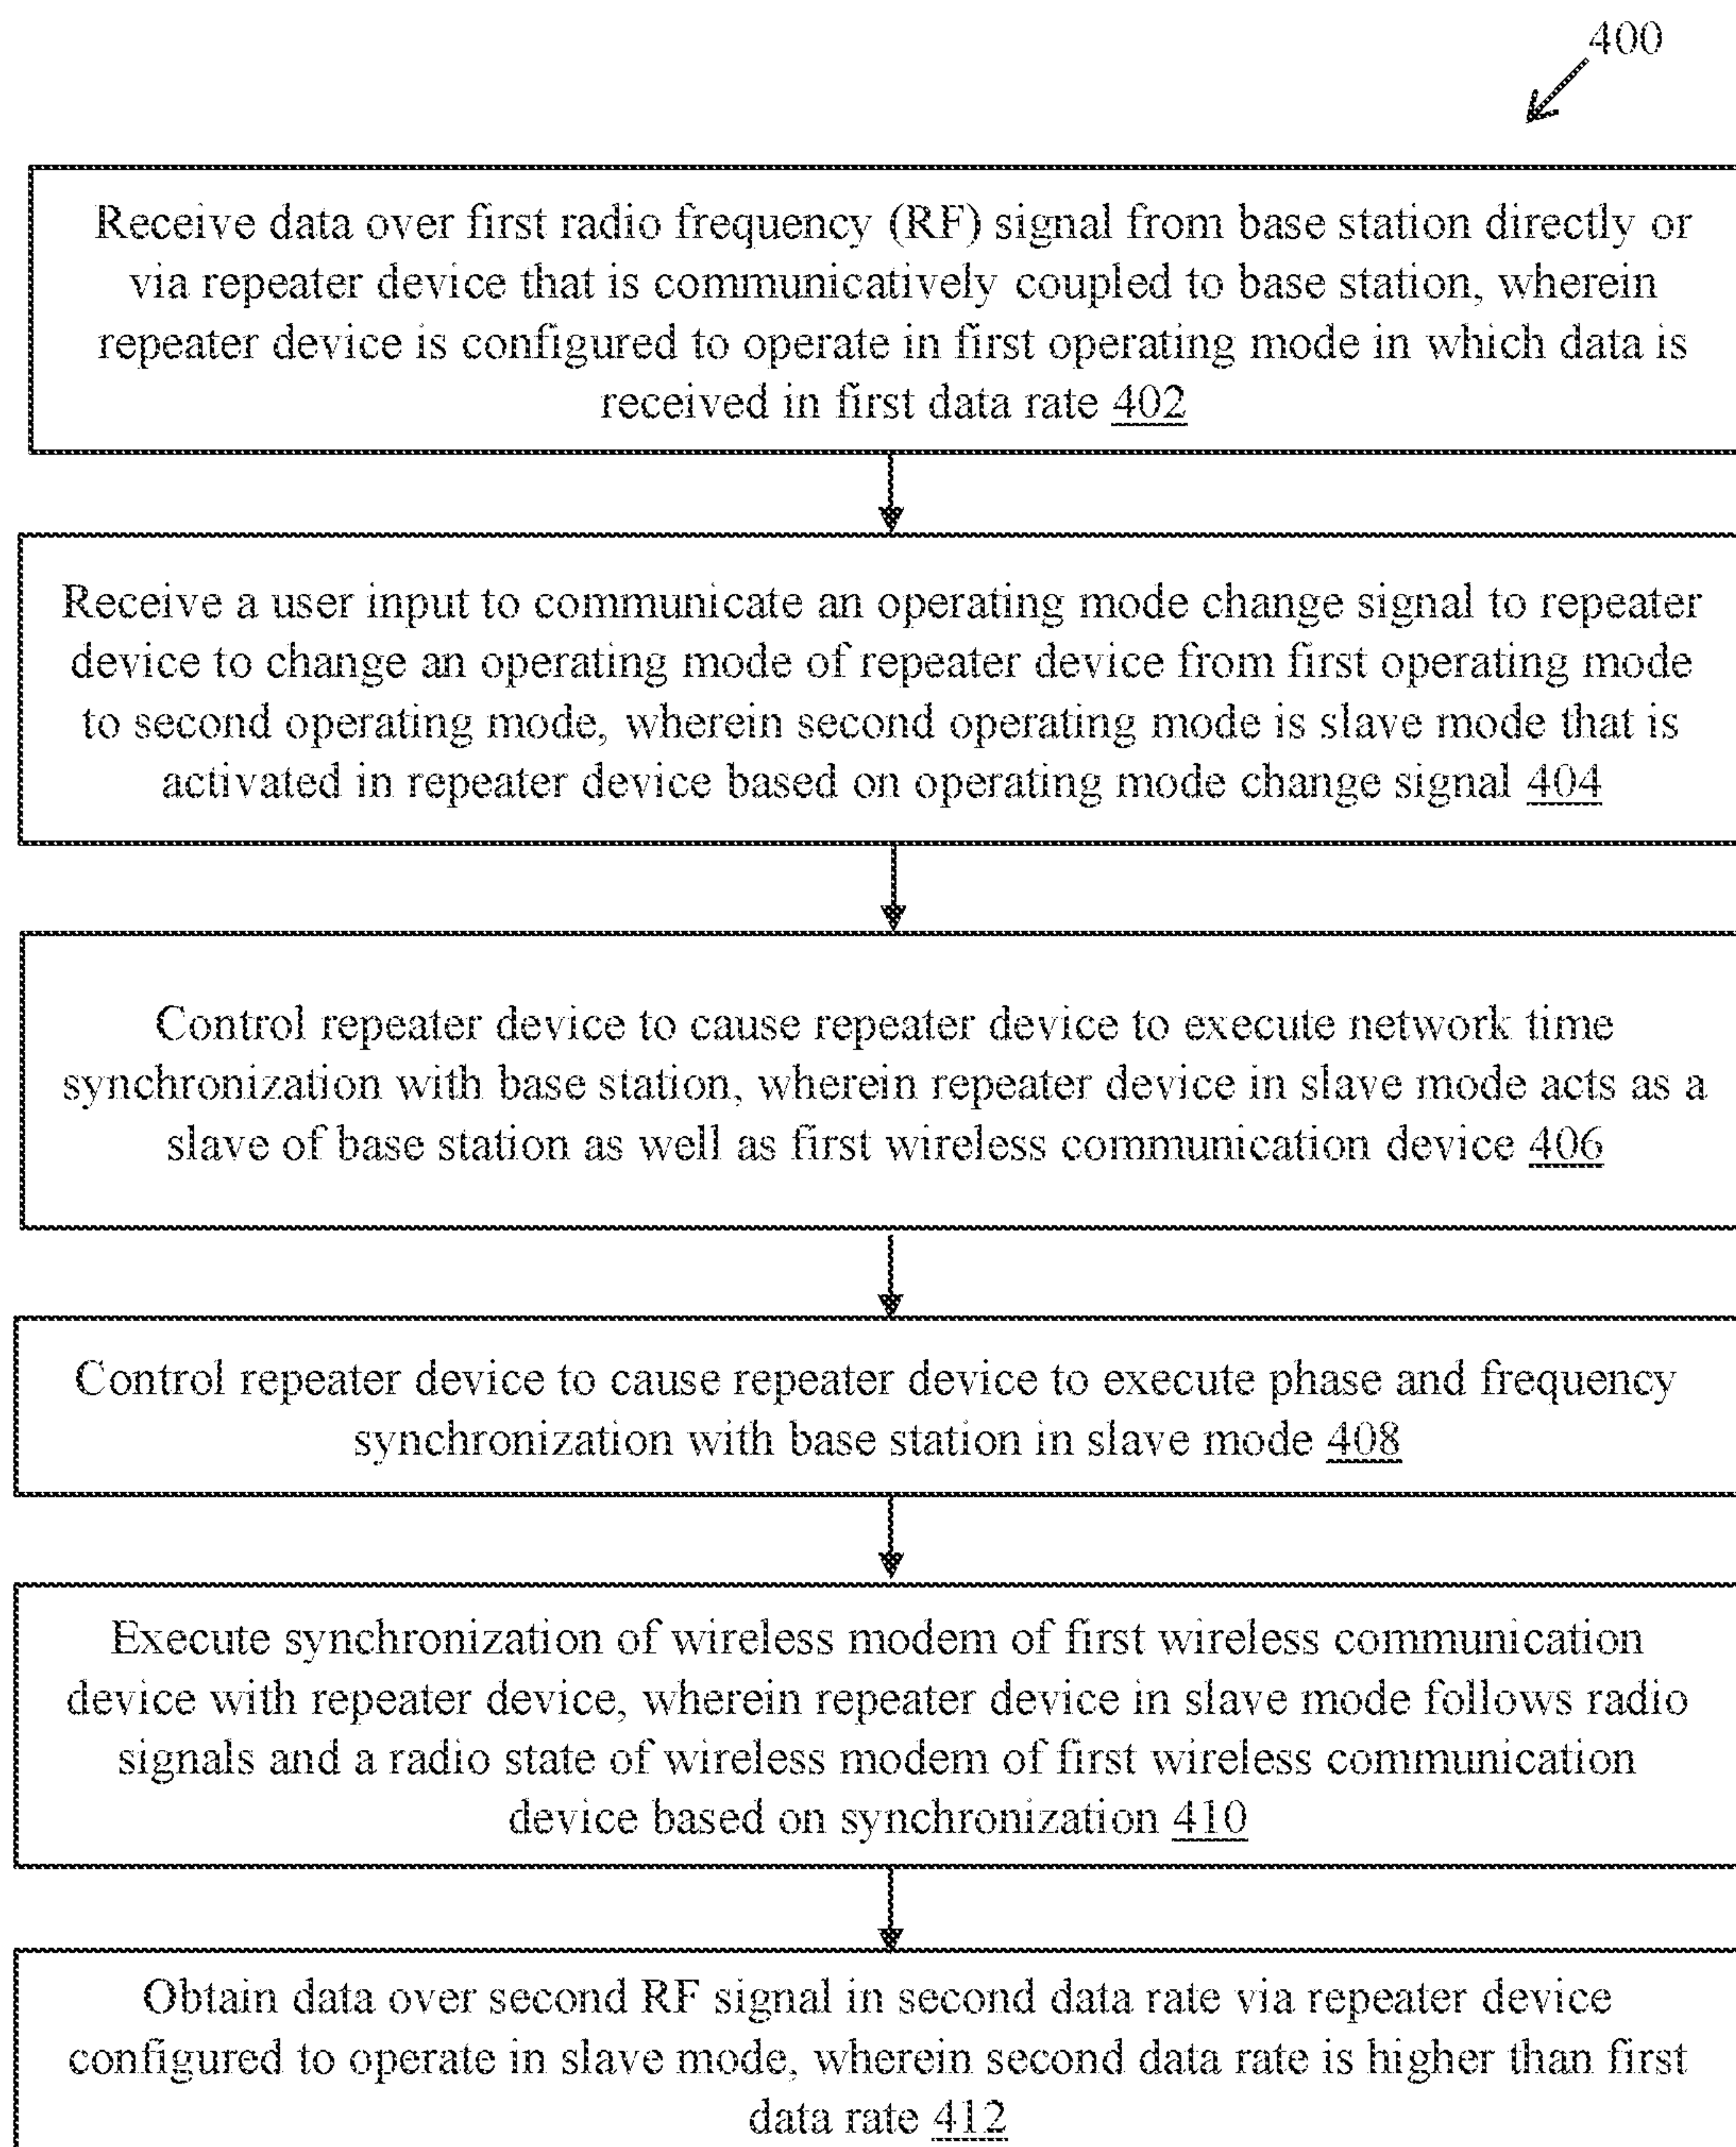 400
Receive data over first radio frequency (RF) signal from base station directly or
via repeater device that is communicatively coupled to base station, wherein
repeater device is configured to operate in first operating mode in which data is
received in first data rate 402
Receive a user input to communicate an operating mode change signal to repeater
device to change an operating mode of repeater device from first operating mode
to second operating mode, wherein second operating mode is slave mode that is
activated in repeater device based on operating mode change signal 404
Control repeater device to cause repeater device to execute network time
synchronization with base station, wherein repeater device in slave mode acts as a
slave of base station as well as first wireless communication device 406
Control repeater device to cause repeater device to execute phase and frequency
synchronization with base station in slave mode 408
Execute synchronization of wireless modem of first wireless communication
device with repeater device, wherein repeater device in slave mode follows radio
signals and a radio state of wireless modem of first wireless communication
device based on synchronization 410
Obtain data over second RF signal in second data rate via repeater device
configured to operate in slave mode, wherein second data rate is higher than first
data rate 412